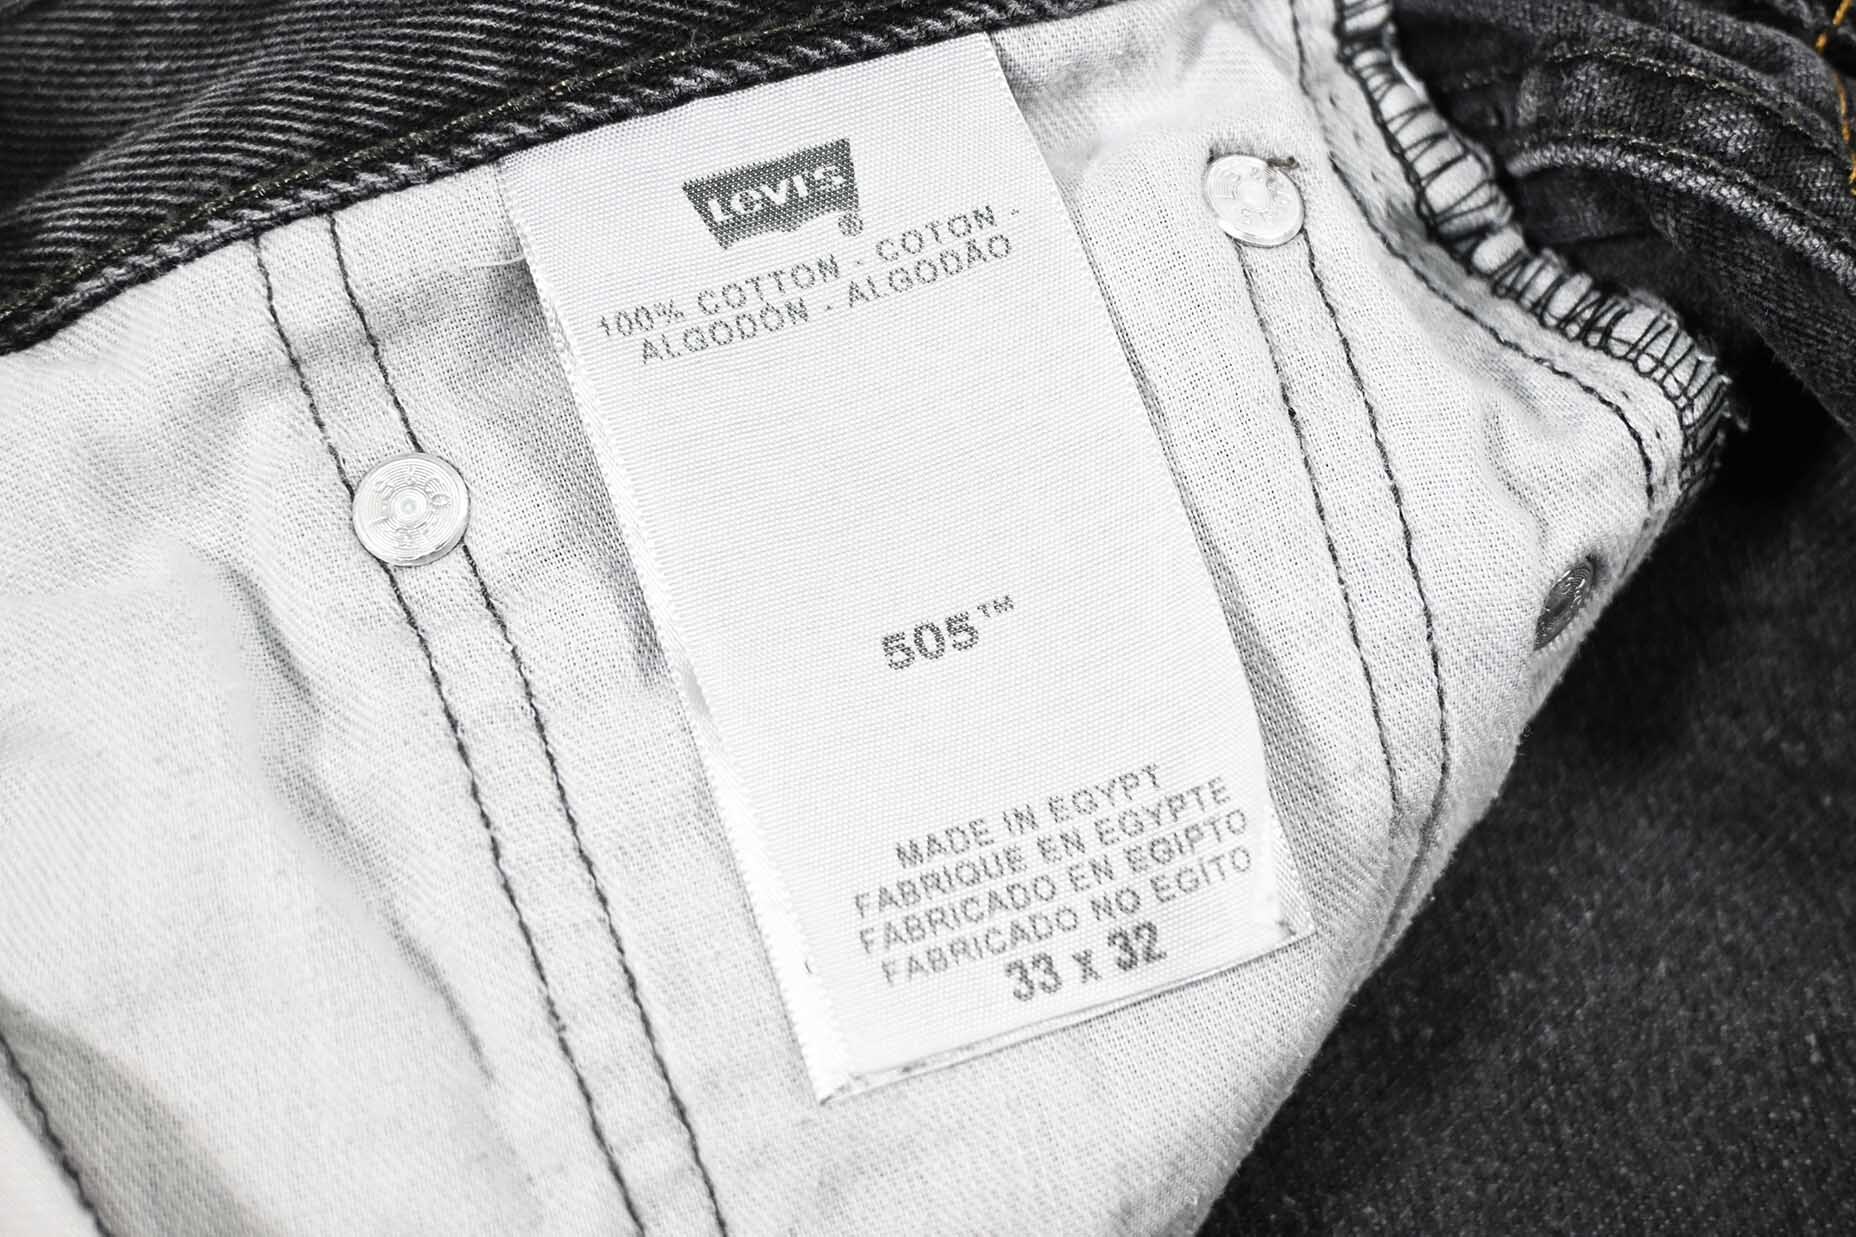 LEVI'S ®
100% COTTON - COTON -
ALGODÓN - ALGODÃO
505™
MADE IN EGYPT
FABRIQUE EN EGYPTE
FABRICADO EN EGIPTO
FABRICADO NO EGÍTO
33 x 32